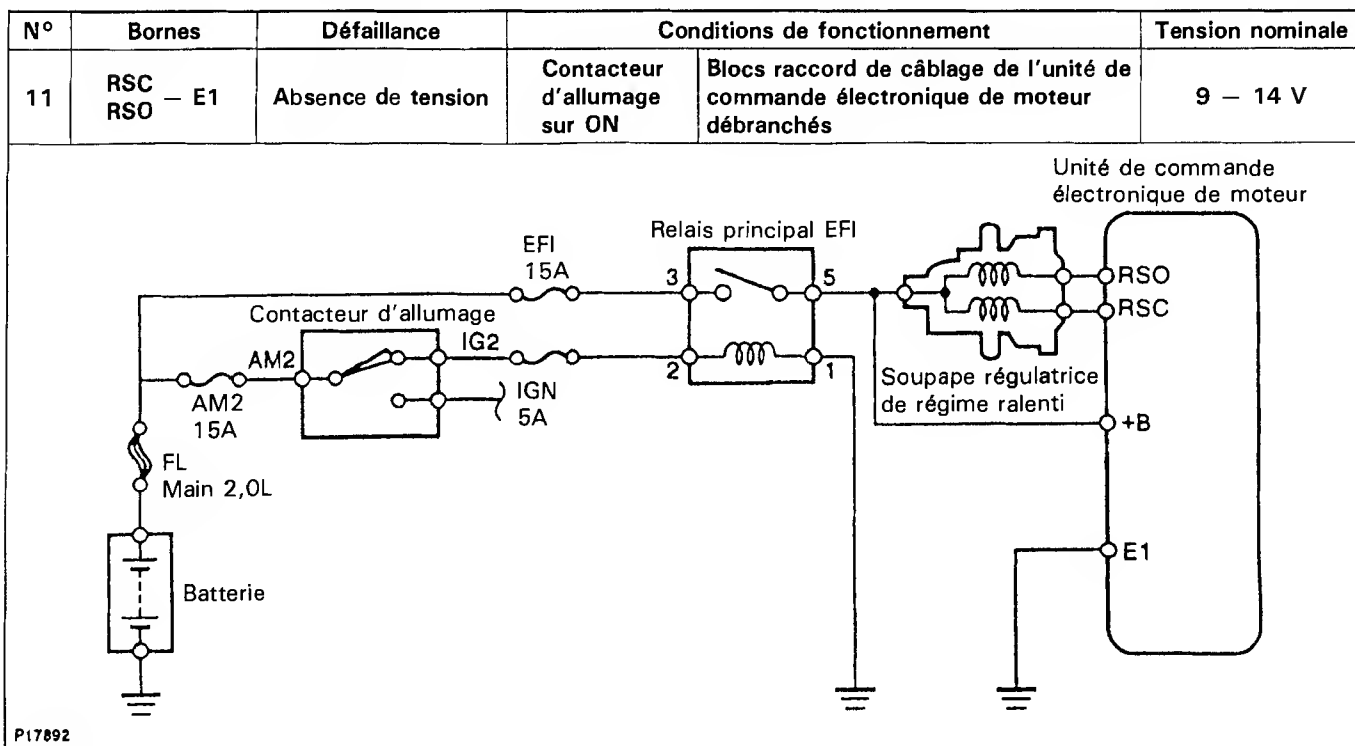 Nº Bornes Défaillance Conditions de fonctionnement Tension nominale
11
RSC
RSO
– E1
Absence de tension
Contacteur
d'allumage
sur ON
Blocs raccord de câblage de l'unité de
commande électronique de moteur
débranchés
9 – 14 V
Unité de commande
électronique de moteur
Relais principal EFI
EFI
15A
3
5
RSO
RSC
Contacteur d'allumage
AM2
IG2
2
1
AM2
15A
IGN
5A
Soupape régulatrice
de régime ralenti
+B
FL
Main 2,0L
E1
Batterie
P17892